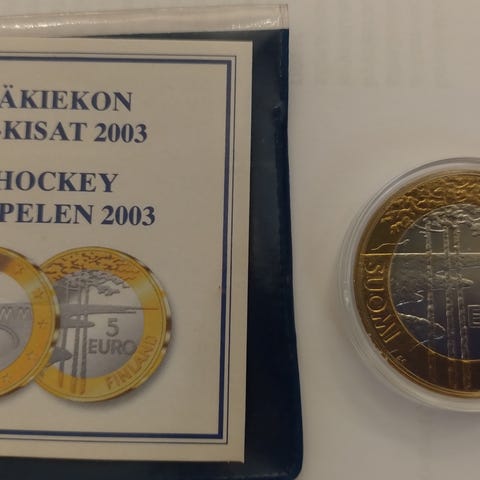 ÄKIEKON
-KISAT 2003
HOCKEY
PELEN 2003
5
EURO
FINLAND
SUOMI
E